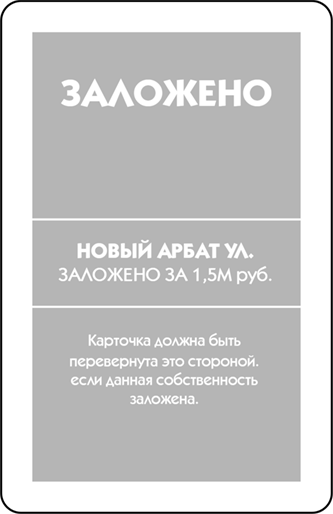 ЗАЛОЖЕНО
НОВЫЙ АРБАТ УЛ.
ЗАЛОЖЕНО ЗА 1,5М руб.
Карточка должна быть
перевернута это стороной.
если данная собственность
заложена.